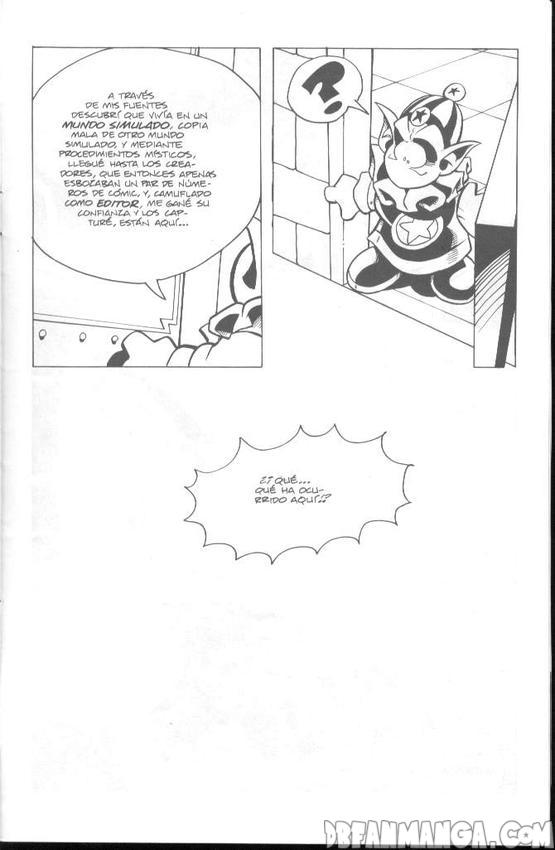 A TRAVÉS
DE MIS FUENTES
DESCUBRÍ QUE VIVÍA EN UN
MUNDO SIMULADO, COPIA
MALA DE OTRO MUNDO
SIMULADO, Y MEDIANTE
PROCEDIMIENTOS MÍSTICOS,
LLEGUÉ HASTA LOS CREA-
DORES, QUE ENTONCES APENAS
ESBOZABAN UN PAR DE NÚME-
ROS DE CÓMIC, Y, CAMUFLADO
COMO EDITOR, ME GANÉ SU
CONFIANZA Y LOS CAP-
TURÉ, ESTÁN AQUÍ...
?
¿¡QUÉ...
QUÉ HA OCU-
RRIDO AQUÍ!?
DBFANMANGA.COM